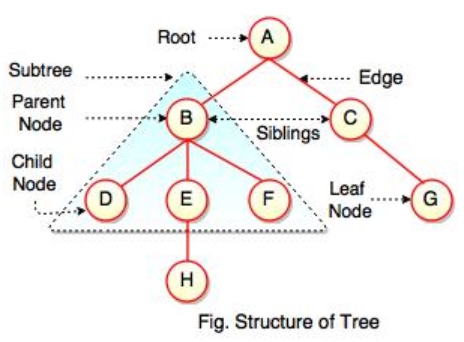 Root
A
Subtree
Edge
Parent
Node
B
Siblings
C
Child
Node
D
E
F
Leaf
Node
G
H
Fig. Structure of Tree